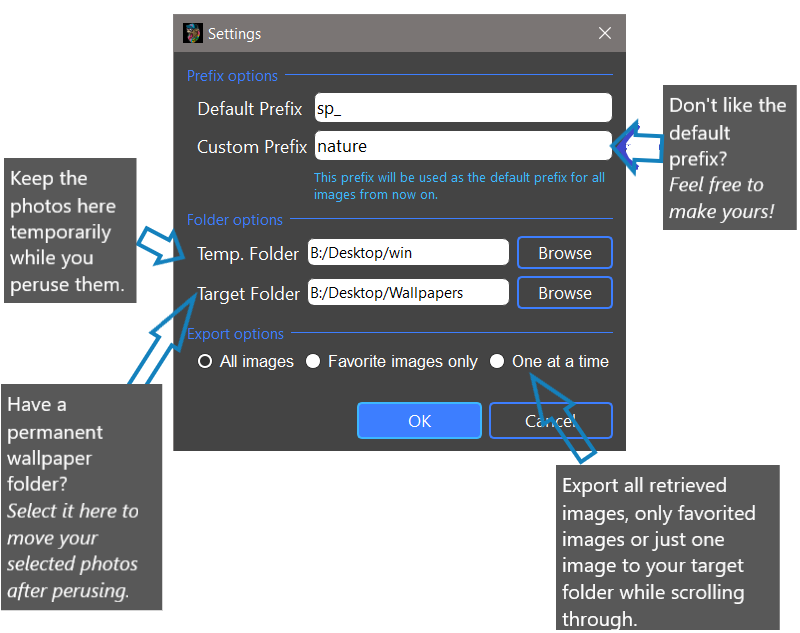 Settings
Prefix options
Default Prefix sp_
Custom Prefix nature
This prefix will be used as the default prefix for all
images from now on.
Folder options
Temp. Folder B:/Desktop/win Browse
Target Folder B:/Desktop/Wallpapers Browse
Export options
All images Favorite images only One at a time
OK Cancel
Don't like the
default
prefix?
Feel free to
make yours!
Keep the
photos here
temporarily
while you
peruse them.
Have a
permanent
wallpaper
folder?
Select it here to
move your
selected photos
after perusing.
Export all retrieved
images, only favorited
images or just one
image to your target
folder while scrolling
through.